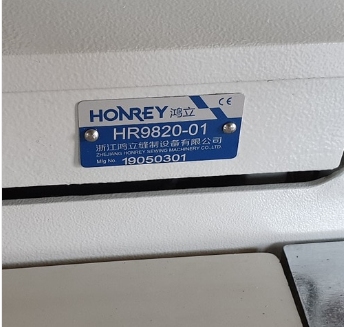 HONREY 鸿立 CE
HR9820-01
浙江鸿立缝制设备有限公司
ZHEJIANG HONREY SEWING MACHINERY CO.,LTD.
Mfg No. 19050301